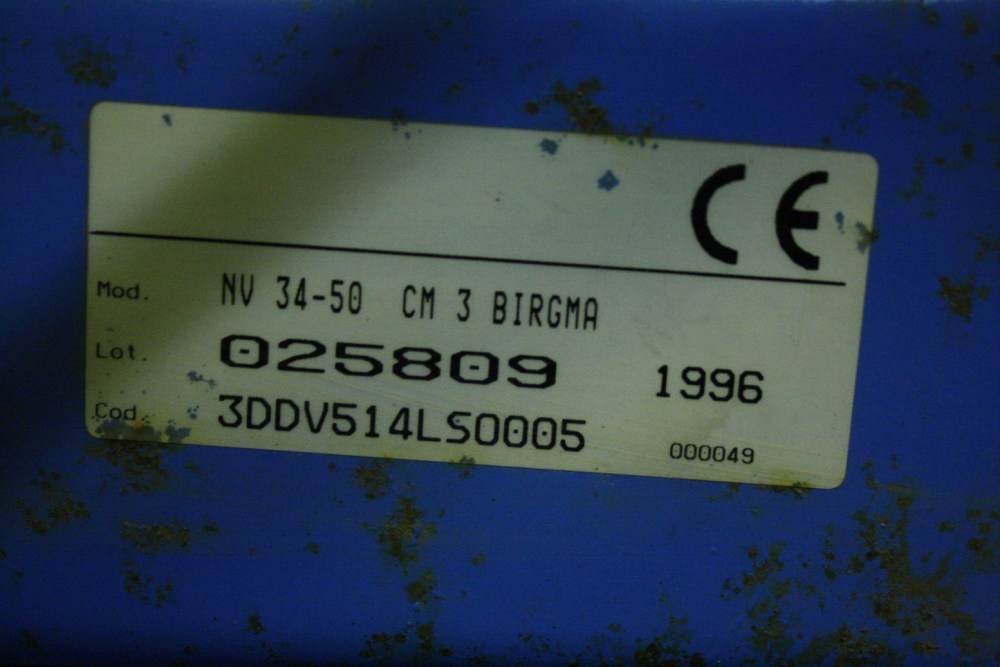 CE
Mod. NV 34-50 CM 3 BIRGMA
Lot. 025809 1996
Cod. 3DDV514LS0005 000049